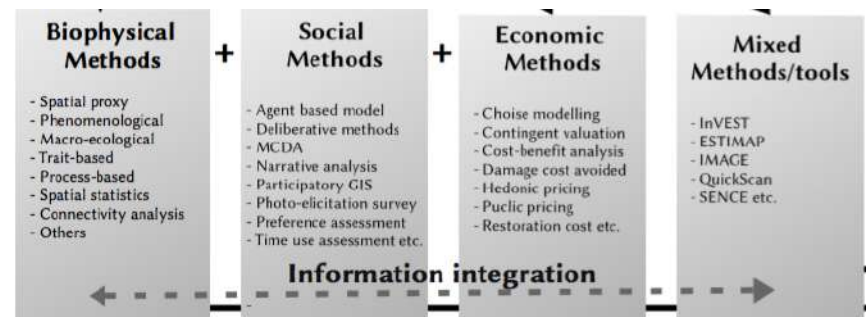 Biophysical
Methods
- Spatial proxy
- Phenomenological
- Macro-ecological
- Trait-based
- Process-based
- Spatial statistics
- Connectivity analysis
- Others
+
Social
Methods
- Agent based model
- Deliberative methods
- MCDA
- Narrative analysis
- Participatory GIS
- Photo-elicitation survey
- Preference assessment
- Time use assessment etc.
-
+
Economic
Methods
- Choise modelling
- Contingent valuation
- Cost-benefit analysis
- Damage cost avoided
- Hedonic pricing
- Puclic pricing
- Restoration cost etc.
Mixed
Methods/tools
- InVEST
- ESTIMAP
- IMAGE
- QuickScan
- SENCE etc.
Information integration